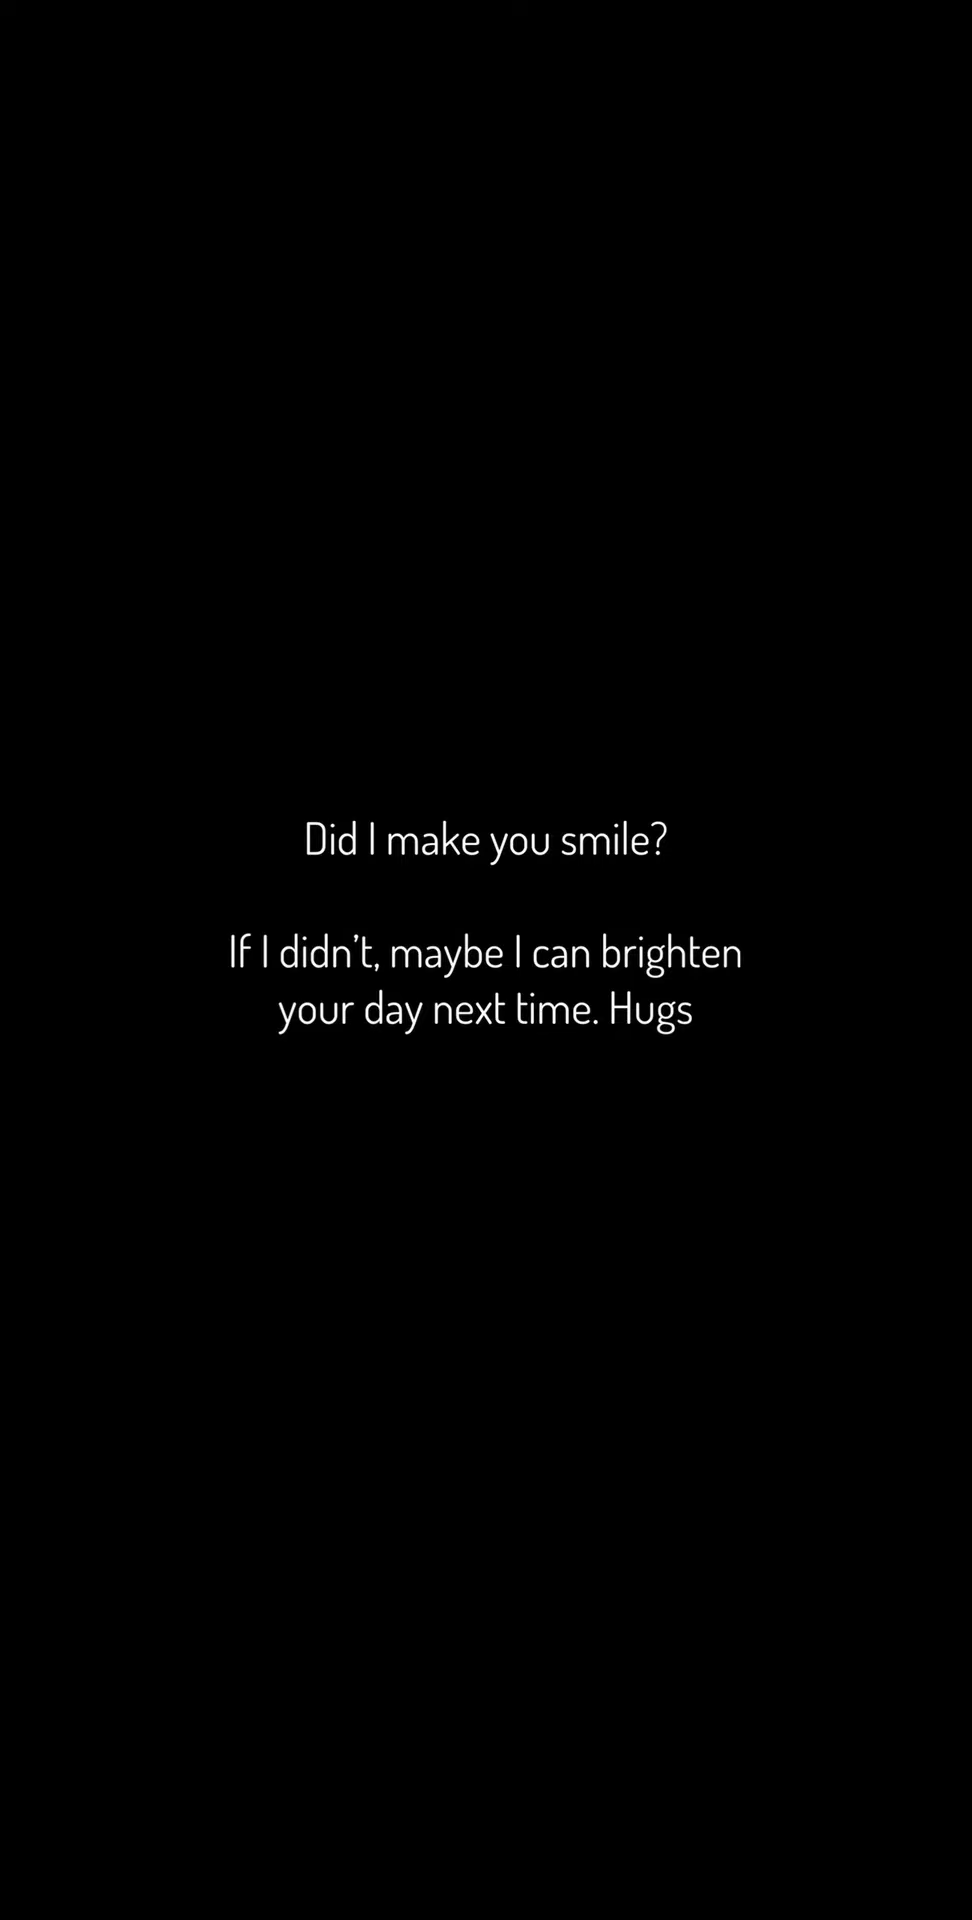 Did I make you smile?
If I didn’t, maybe I can brighten
your day next time. Hugs